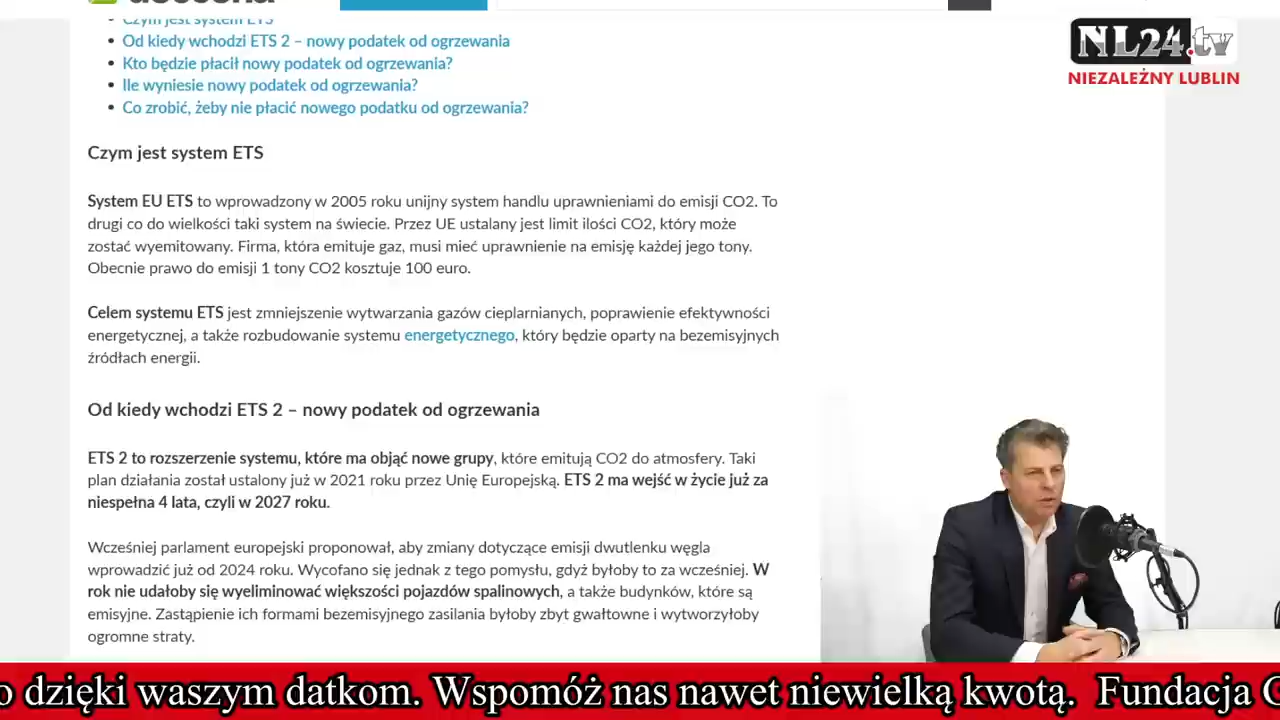 Czym jest system ETS
Od kiedy wchodzi ETS 2 – nowy podatek od ogrzewania
Kto będzie płacił nowy podatek od ogrzewania?
Ile wyniesie nowy podatek od ogrzewania?
Co zrobić, żeby nie płacić nowego podatku od ogrzewania?
NL24.tv
NIEZALEŻNY LUBLIN
Czym jest system ETS
System EU ETS to wprowadzony w 2005 roku unijny system handlu uprawnieniami do emisji CO2. To
drugi co do wielkości taki system na świecie. Przez UE ustalany jest limit ilości CO2, który może
zostać wyemitowany. Firma, która emituje gaz, musi mieć uprawnienie na emisję każdej jego tony.
Obecnie prawo do emisji 1 tony CO2 kosztuje 100 euro.
Celem systemu ETS jest zmniejszenie wytwarzania gazów cieplarnianych, poprawienie efektywności
energetycznej, a także rozbudowanie systemu energetycznego, który będzie oparty na bezemisyjnych
źródłach energii.
Od kiedy wchodzi ETS 2 – nowy podatek od ogrzewania
ETS 2 to rozszerzenie systemu, które ma objąć nowe grupy, które emitują CO2 do atmosfery. Taki
plan działania został ustalony już w 2021 roku przez Unię Europejską. ETS 2 ma wejść w życie już za
niespełna 4 lata, czyli w 2027 roku.
Wcześniej parlament europejski proponował, aby zmiany dotyczące emisji dwutlenku węgla
wprowadzić już od 2024 roku. Wycofano się jednak z tego pomysłu, gdyż byłoby to za wcześniej. W
rok nie udałoby się wyeliminować większości pojazdów spalinowych, a także budynków, które są
emisyjne. Zastąpienie ich formami bezemisyjnego zasilania byłoby zbyt gwałtowne i wytworzyłoby
ogromne straty.
o dzięki waszym datkom. Wspomóż nas nawet niewielką kwotą. Fundacja